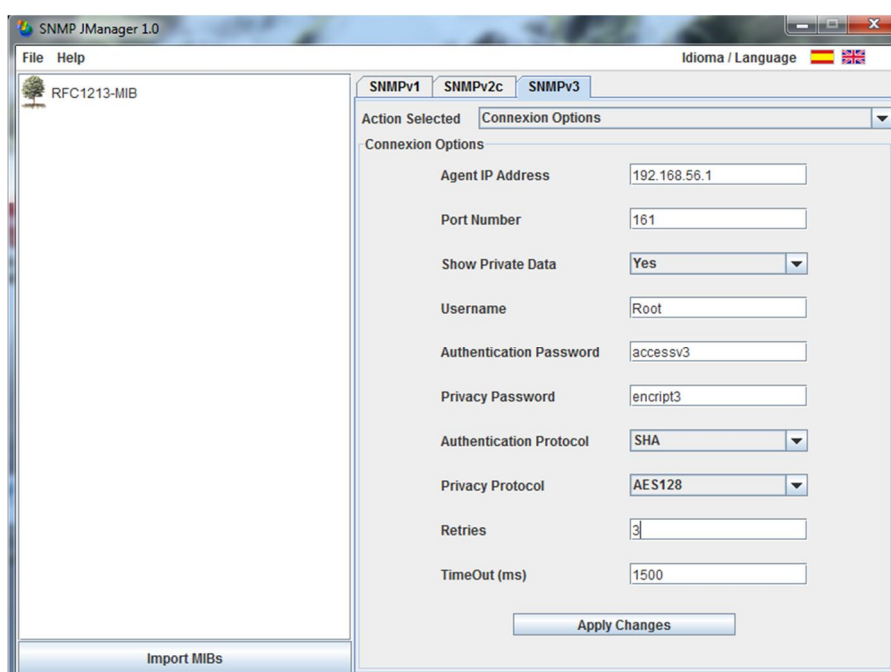 SNMP JManager 1.0
File Help
Idioma / Language
RFC1213-MIB
SNMPv1 SNMPv2c SNMPv3
Action Selected Connexion Options
Connexion Options
Agent IP Address 192.168.56.1
Port Number 161
Show Private Data Yes
Username Root
Authentication Password accessv3
Privacy Password encript3
Authentication Protocol SHA
Privacy Protocol AES128
Retries 3
TimeOut (ms) 1500
Apply Changes
Import MIBs